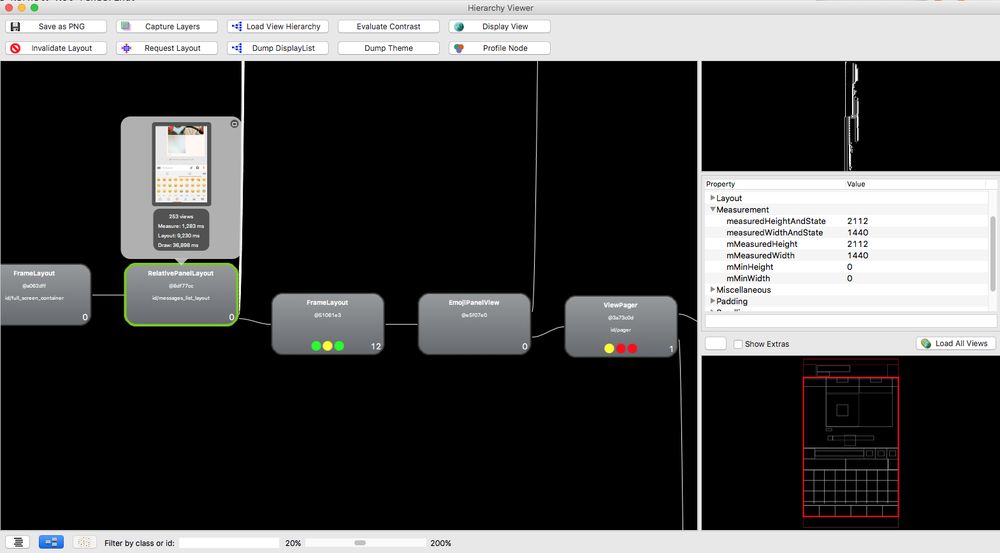 Hierarchy Viewer
Save as PNG
Capture Layers
Load View Hierarchy
Evaluate Contrast
Display View
Invalidate Layout
Request Layout
Dump DisplayList
Dump Theme
Profile Node
253 views
Measure: 1,283 ms
Layout: 9,230 ms
Draw: 36,898 ms
FrameLayout
@a062dff
id/full_screen_container
0
RelativePanelLayout
@8df77cc
id/messages_list_layout
0
FrameLayout
@51061e3
12
EmojiPanelView
@e5f07e0
0
ViewPager
@3a73c0d
id/pager
1
Property Value
Layout
Measurement
measuredHeightAndState 2112
measuredWidthAndState 1440
mMeasuredHeight 2112
mMeasuredWidth 1440
mMinHeight 0
mMinWidth 0
Miscellaneous
Padding
Show Extras
Load All Views
Filter by class or id:
20%
200%